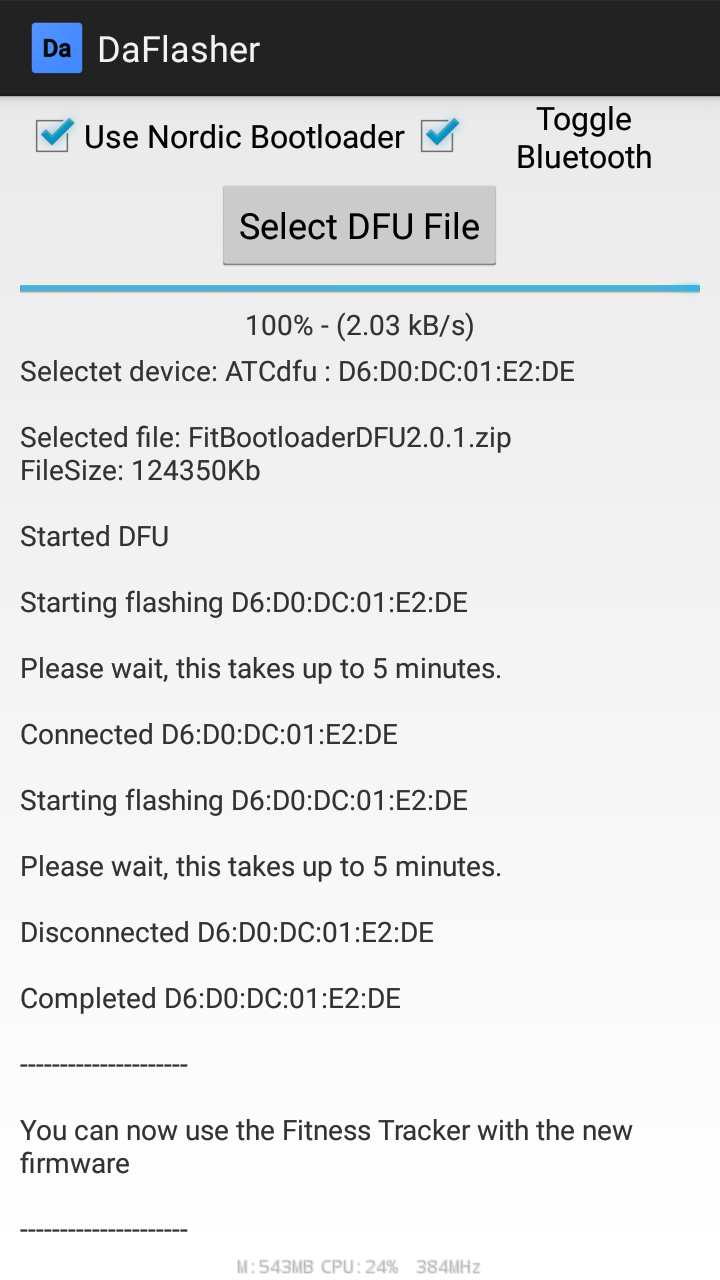 Da DaFlasher
Use Nordic Bootloader
Toggle
Bluetooth
Select DFU File
100% - (2.03 kB/s)
Selectet device: ATCdfu : D6:D0:DC:01:E2:DE
Selected file: FitBootloaderDFU2.0.1.zip
FileSize: 124350Kb
Started DFU
Starting flashing D6:D0:DC:01:E2:DE
Please wait, this takes up to 5 minutes.
Connected D6:D0:DC:01:E2:DE
Starting flashing D6:D0:DC:01:E2:DE
Please wait, this takes up to 5 minutes.
Disconnected D6:D0:DC:01:E2:DE
Completed D6:D0:DC:01:E2:DE
---------------------
You can now use the Fitness Tracker with the new
firmware
---------------------
M:543MB CPU:24% 384MHz